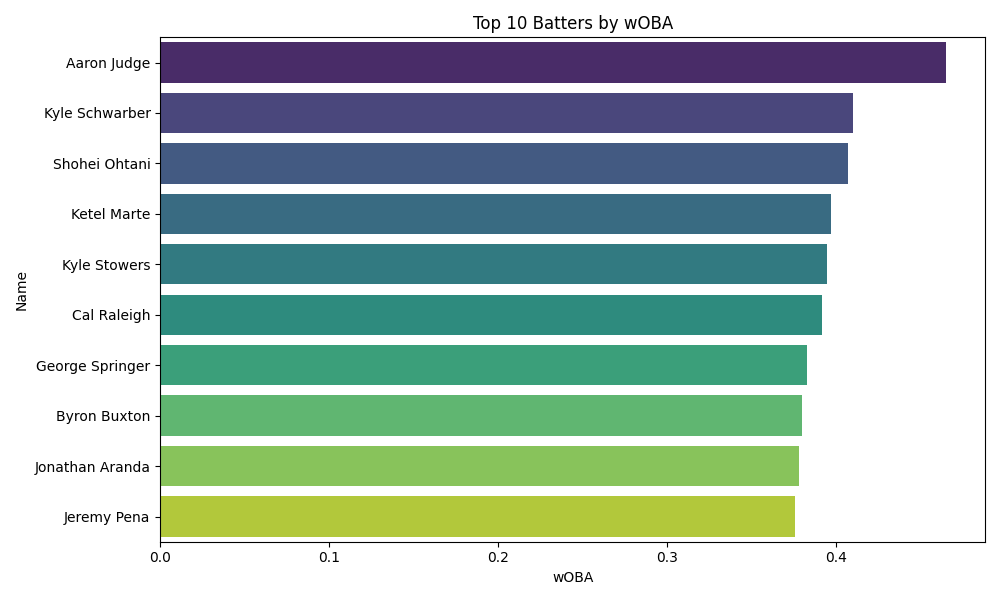 Top 10 Batters by wOBA
Name
Aaron Judge
Kyle Schwarber
Shohei Ohtani
Ketel Marte
Kyle Stowers
Cal Raleigh
George Springer
Byron Buxton
Jonathan Aranda
Jeremy Pena
0.0 0.1 0.2 0.3 0.4
wOBA